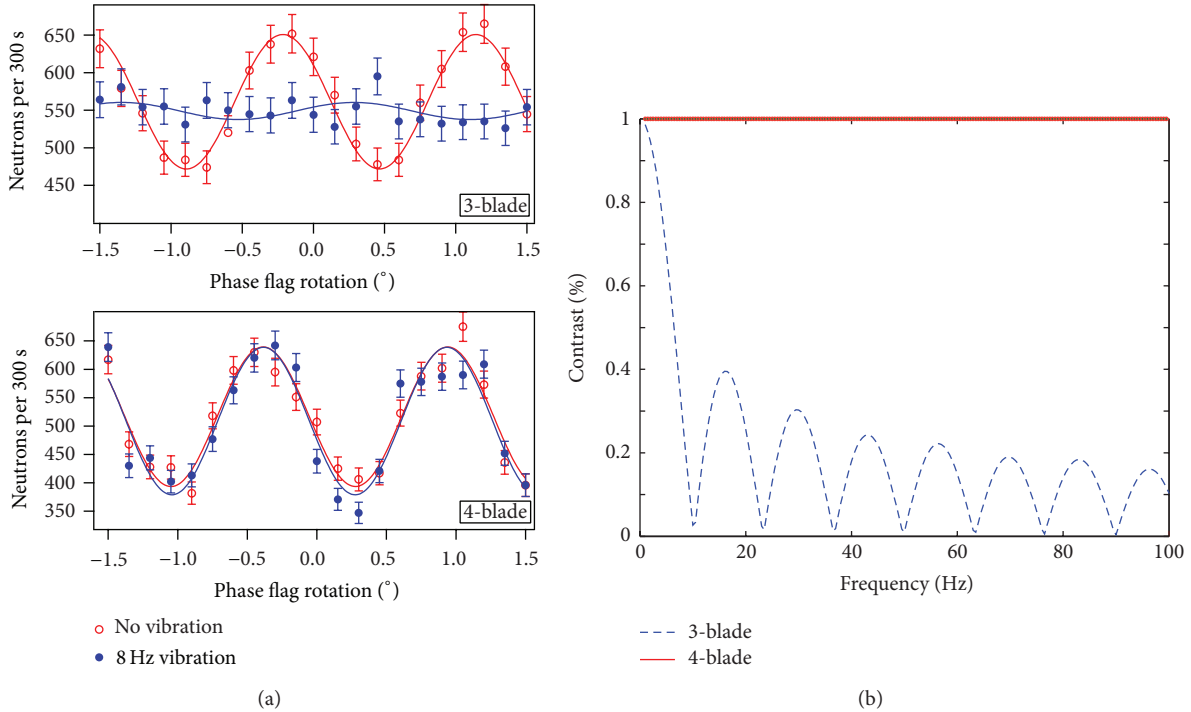 650
600
550
500
450
Neutrons per 300 s
3-blade
−1.5 −1.0 −0.5 0.0 0.5 1.0 1.5
Phase flag rotation (°)
650
600
550
500
450
400
350
Neutrons per 300 s
4-blade
−1.5 −1.0 −0.5 0.0 0.5 1.0 1.5
Phase flag rotation (°)
No vibration
8 Hz vibration
(a)
1
0.8
0.6
0.4
0.2
0
Contrast (%)
0 20 40 60 80 100
Frequency (Hz)
3-blade
4-blade
(b)